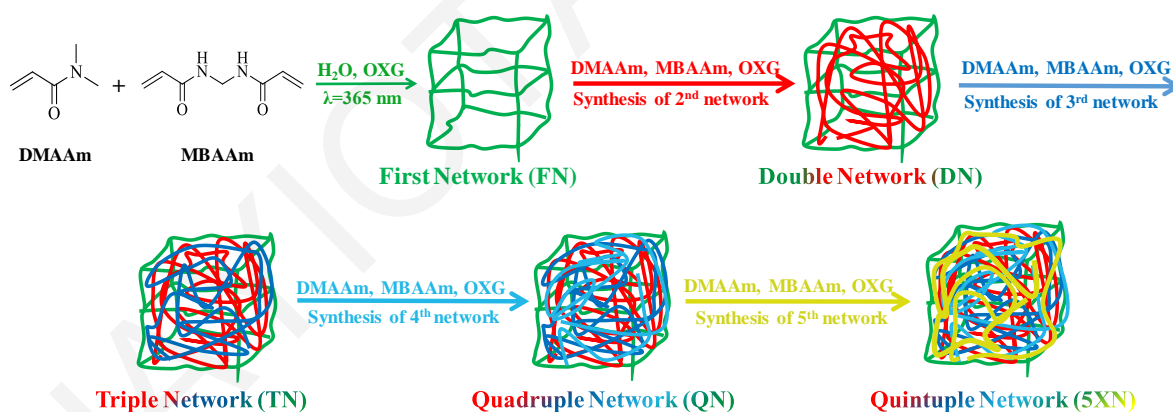 N
N
H
N
H
O
O
O
+
DMAAm
MBAAm
H₂O, OXG
λ=365 nm
First Network (FN)
DMAAm, MBAAm, OXG
Synthesis of 2nd network
Double Network (DN)
DMAAm, MBAAm, OXG
Synthesis of 3rd network
Triple Network (TN)
DMAAm, MBAAm, OXG
Synthesis of 4th network
Quadruple Network (QN)
DMAAm, MBAAm, OXG
Synthesis of 5th network
Quintuple Network (5XN)